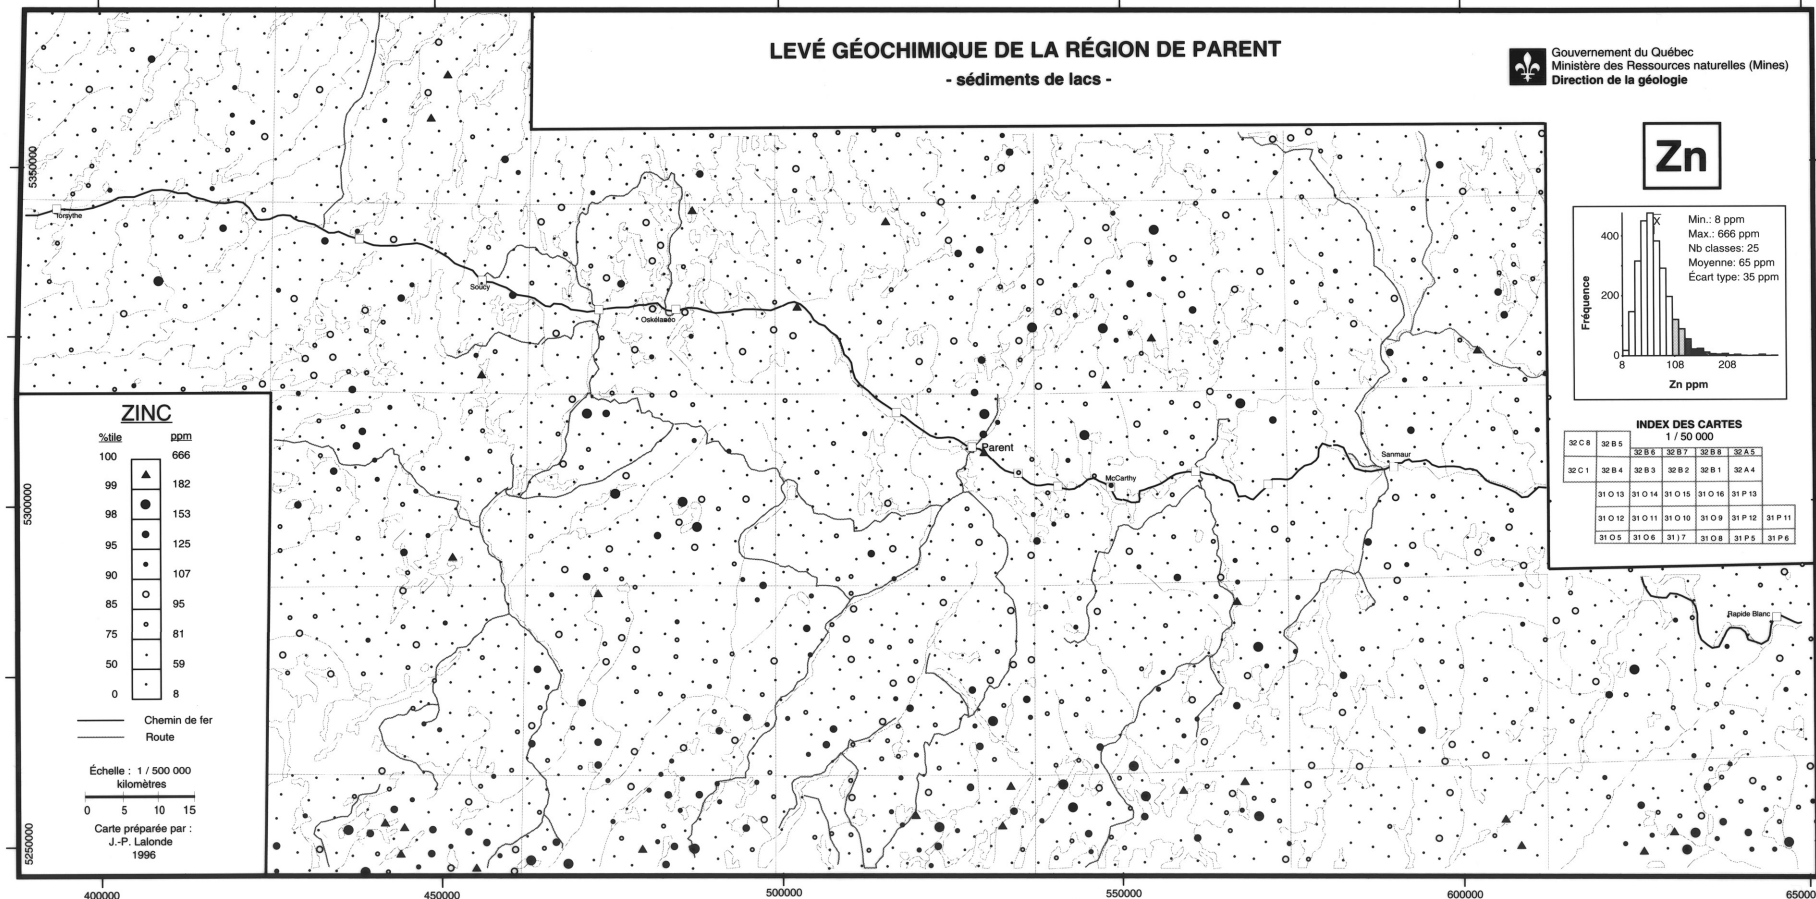 LEVÉ GÉOCHIMIQUE DE LA RÉGION DE PARENT
- sédiments de lacs -
Gouvernement du Québec
Ministère des Ressources naturelles (Mines)
Direction de la géologie
Zn
Min.: 8 ppm
Max.: 666 ppm
Nb classes: 25
Moyenne: 65 ppm
Écart type: 35 ppm
X
Fréquence
400
200
0
8 108 208
Zn ppm
INDEX DES CARTES
1 / 50 000
32 C 8 32 B 5
32 B 6 32 B 7 32 B 8 32 A 5
32 C 1 32 B 4 32 B 3 32 B 2 32 B 1 32 A 4
31 O 13 31 O 14 31 O 15 31 O 16 31 P 13
31 O 12 31 O 11 31 O 10 31 O 9 31 P 12 31 P 11
31 O 5 31 O 6 31 ) 7 31 O 8 31 P 5 31 P 6
5350000
5300000
5250000
Forsythe
Soucy
Oskélanéo
Parent
McCarthy
Sanmaur
Rapide Blanc
ZINC
%tile ppm
100 666
99 182
98 153
95 125
90 107
85 95
75 81
50 59
0 8
Chemin de fer
Route
Échelle : 1 / 500 000
kilomètres
0 5 10 15
Carte préparée par :
J.-P. Lalonde
1996
400000 450000 500000 550000 600000